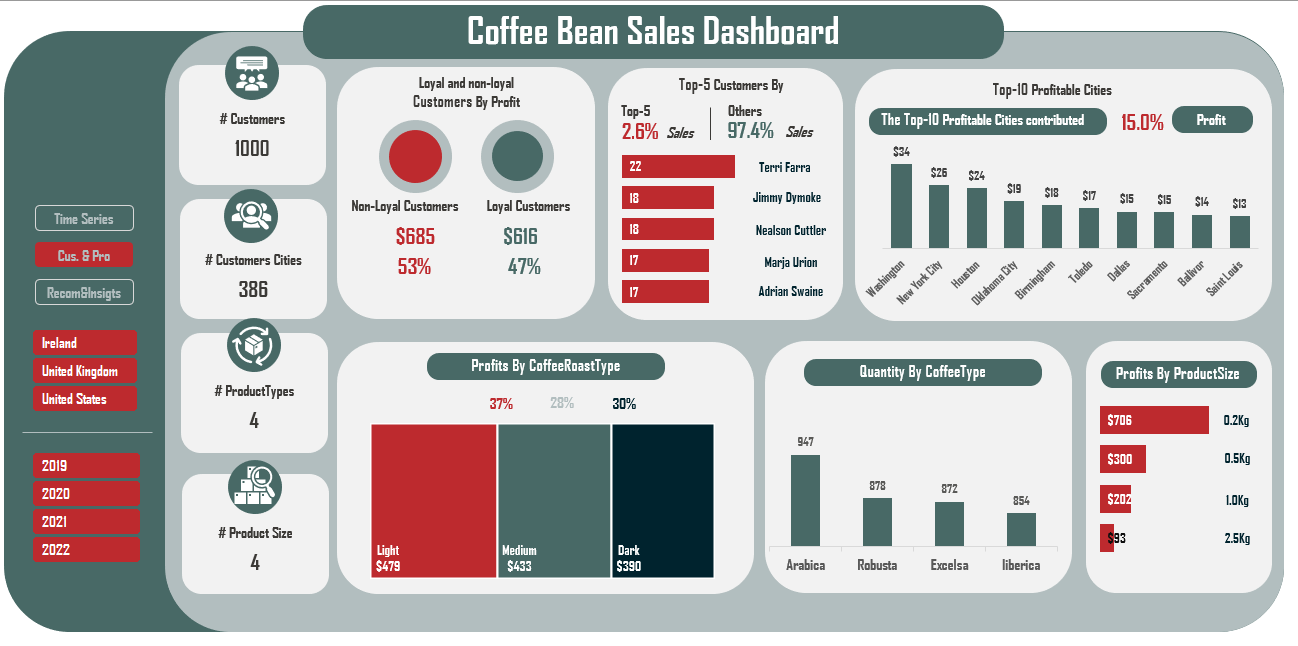 Coffee Bean Sales Dashboard
Time Series
Cus. & Pro
Recom&Insigts
Ireland
United Kingdom
United States
2019
2020
2021
2022
# Customers
1000
# Customers Cities
386
# ProductTypes
4
# Product Size
4
Loyal and non-loyal
Customers By Profit
Non-Loyal Customers
Loyal Customers
$685
$616
53%
47%
Top-5 Customers By
Top-5
Others
2.6% Sales
97.4% Sales
22 Terri Farra
18 Jimmy Dymoke
18 Nealson Cuttler
17 Marja Urion
17 Adrian Swaine
Top-10 Profitable Cities
The Top-10 Profitable Cities contributed 15.0% Profit
$34
$26
$24
$19
$18
$17
$15
$15
$14
$13
Washington
New York City
Houston
Oklahoma City
Birmingham
Toledo
Dallas
Sacramento
Ballivor
Saint Louis
Profits By CoffeeRoastType
37%
28%
30%
Light
$479
Medium
$433
Dark
$390
Quantity By CoffeeType
947
878
872
854
Arabica
Robusta
Excelsa
liberica
Profits By ProductSize
$706 0.2Kg
$300 0.5Kg
$202 1.0Kg
$93 2.5Kg